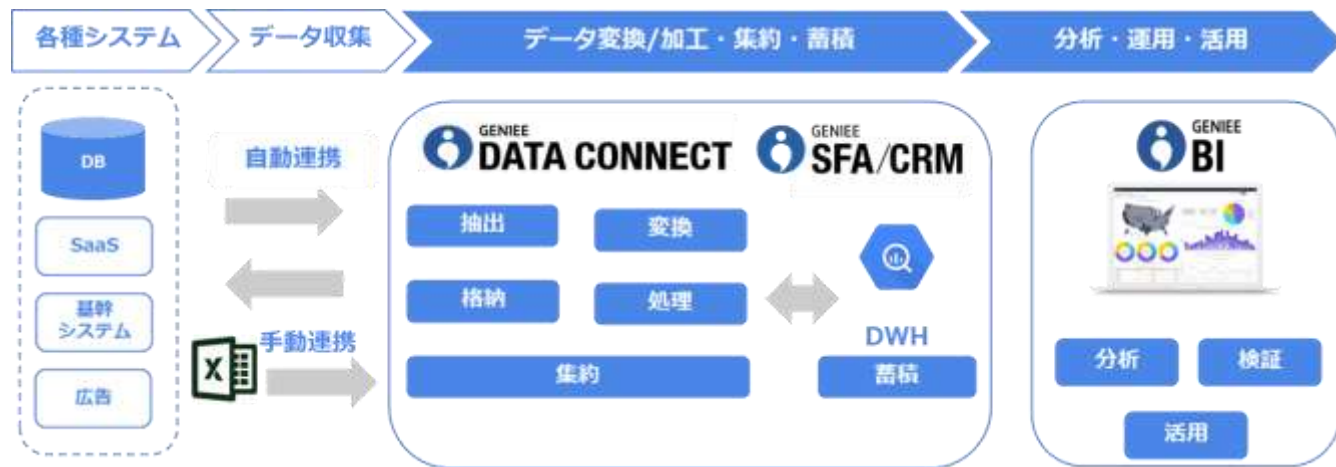 各種システム
データ収集
データ変換/加工・集約・蓄積
分析・運用・活用
DB
SaaS
基幹
システム
広告
自動連携
手動連携
X
GENIEE
DATA CONNECT
GENIEE
SFA/CRM
抽出
変換
格納
処理
集約
DWH
蓄積
GENIEE
BI
分析
検証
活用